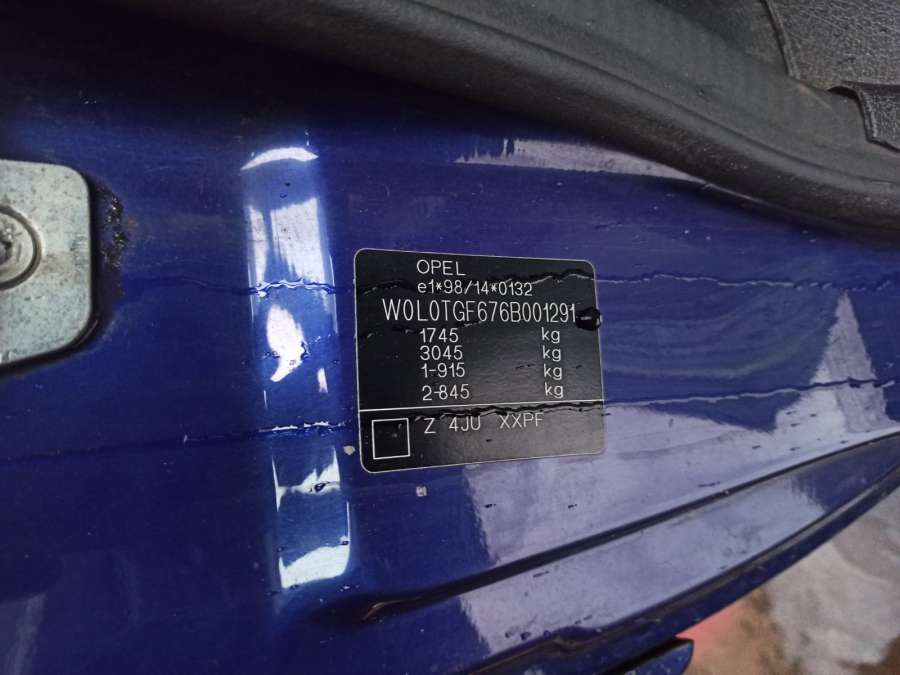 OPEL
e1*98/14*0132
W0L0TGF676B001291
1745 kg
3045 kg
1-915 kg
2-845 kg
Z 4JU XXPF